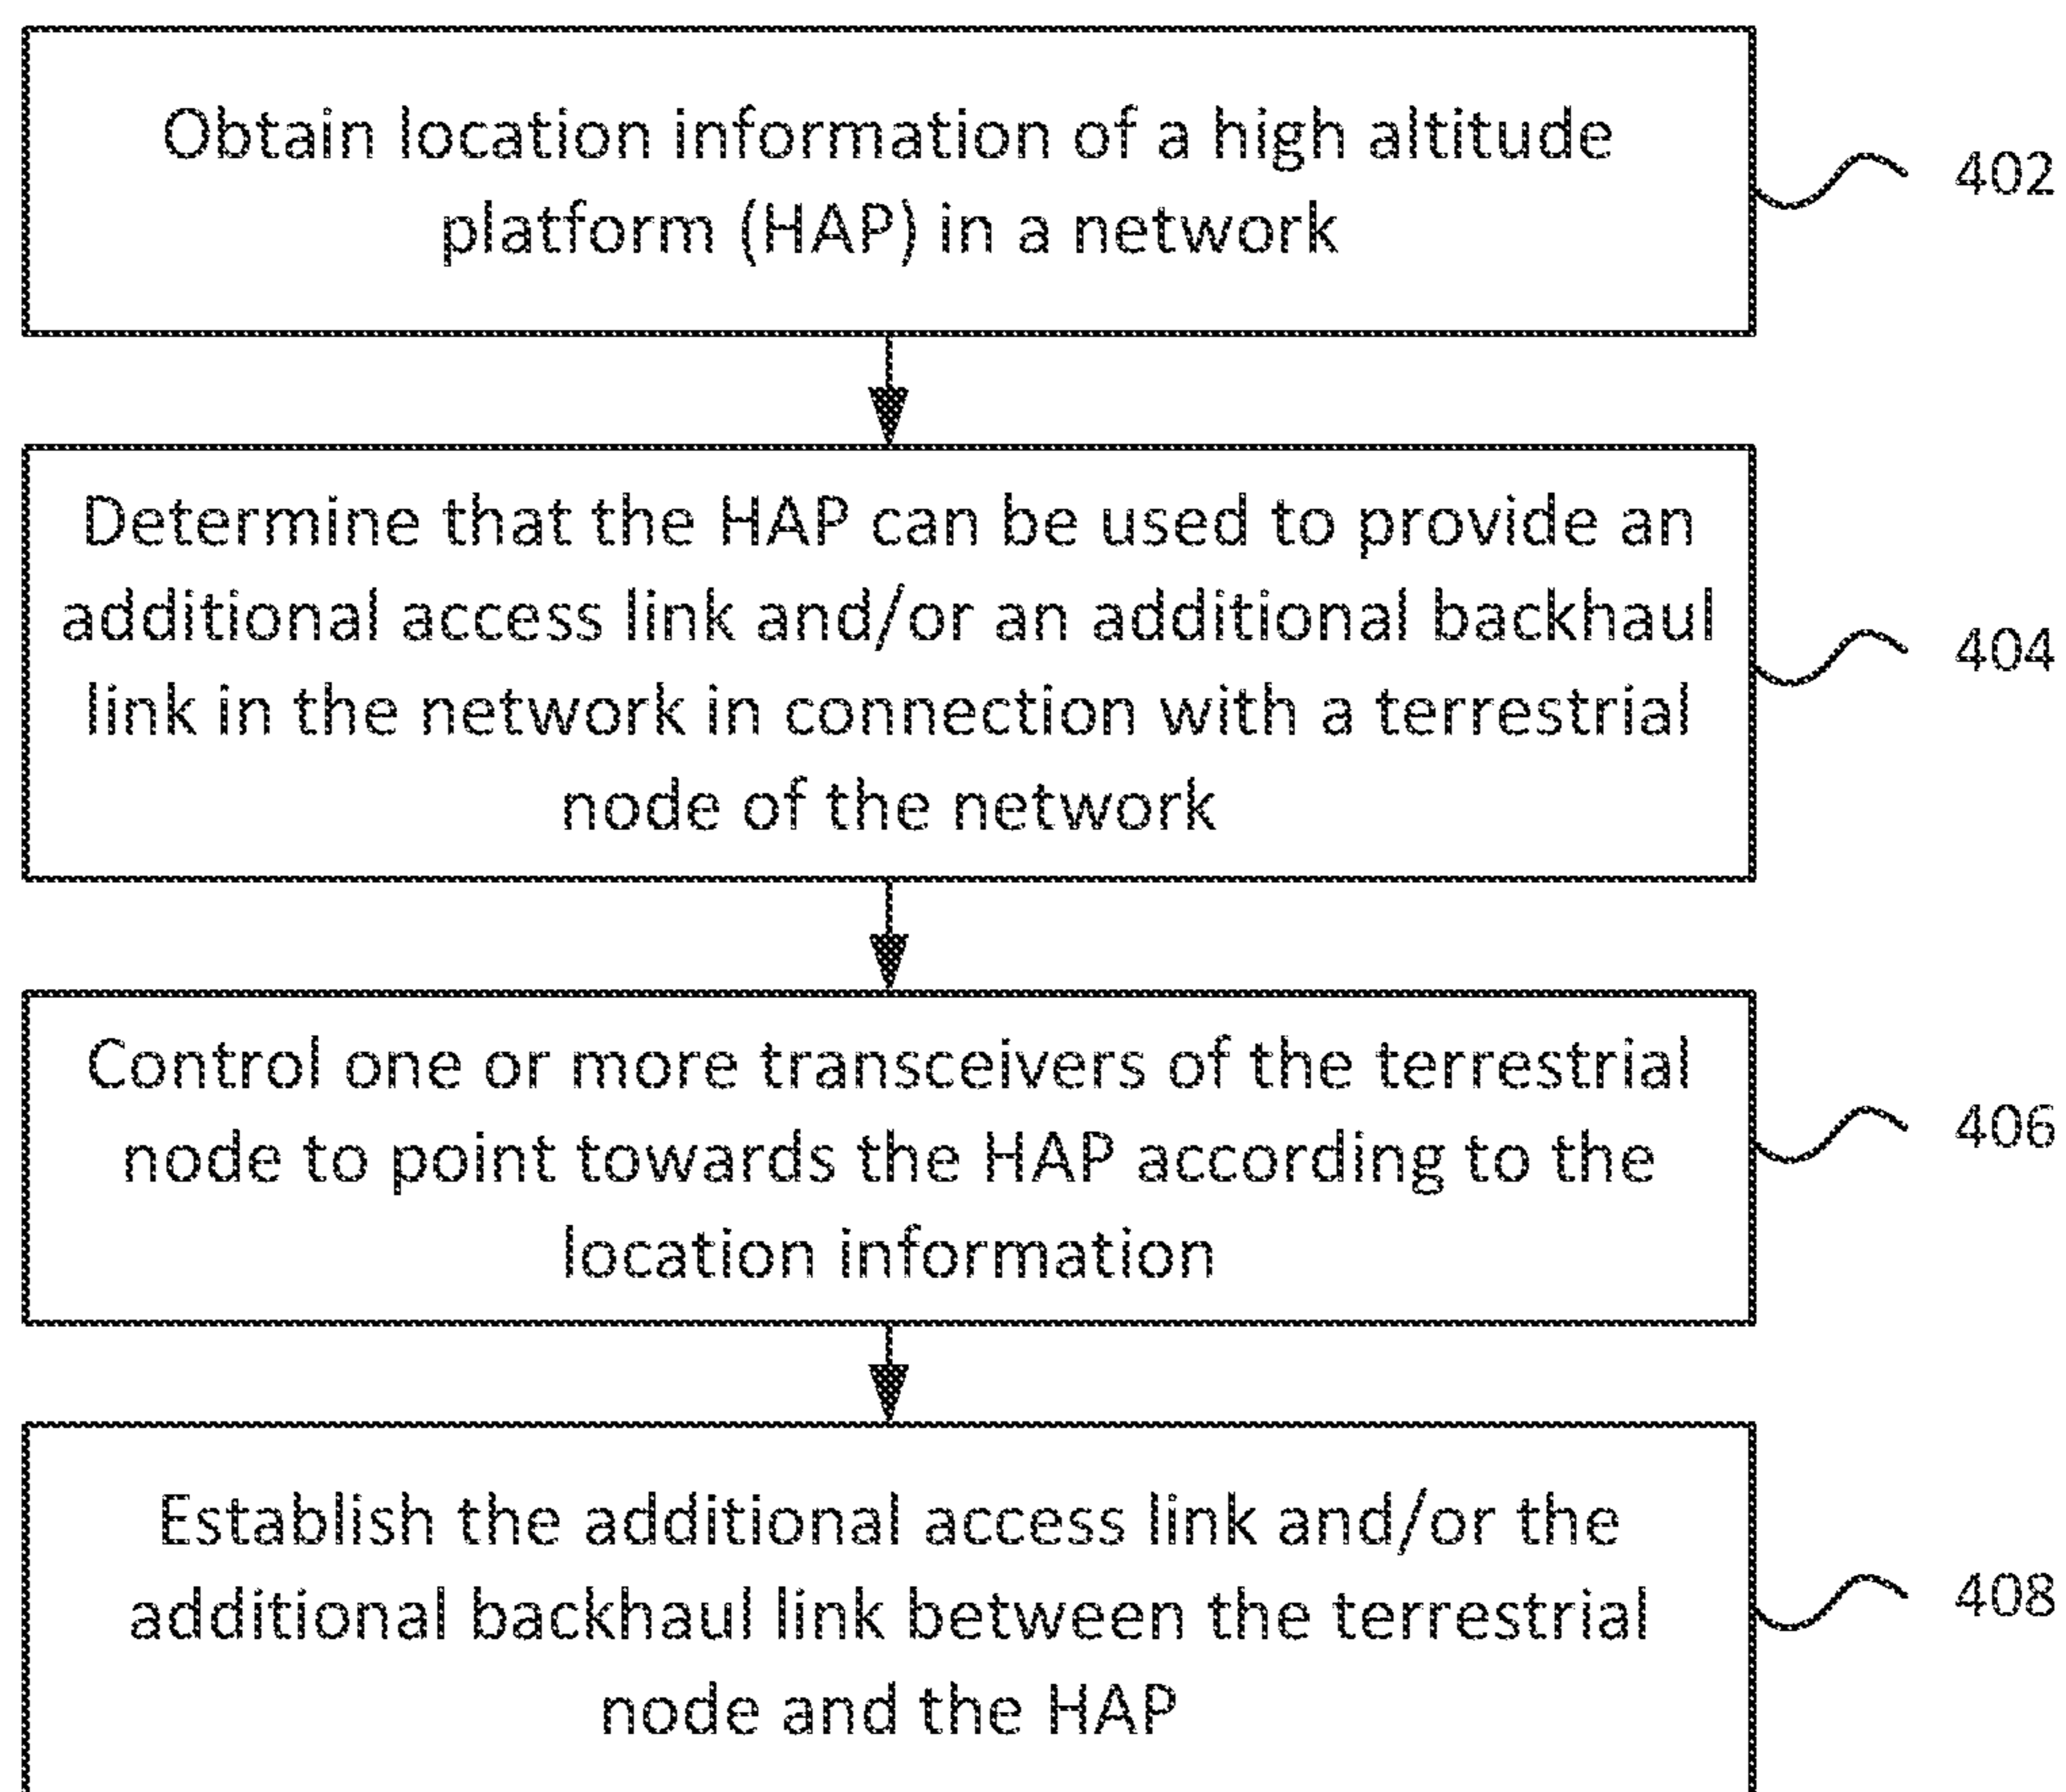 Obtain location information of a high altitude
platform (HAP) in a network
402
Determine that the HAP can be used to provide an
additional access link and/or an additional backhaul
link in the network in connection with a terrestrial
node of the network
404
Control one or more transceivers of the terrestrial
node to point towards the HAP according to the
location information
406
Establish the additional access link and/or the
additional backhaul link between the terrestrial
node and the HAP
408